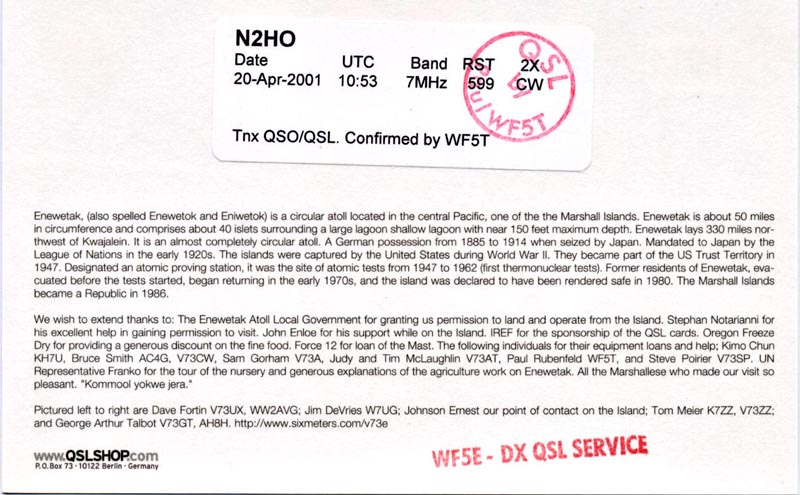 N2HO
Date UTC Band RST 2X
20-Apr-2001 10:53 7MHz 599 CW
Tnx QSO/QSL. Confirmed by WF5T
QSL
Paul WF5T
Enewetak, (also spelled Enewetok and Eniwetok) is a circular atoll located in the central Pacific, one of the the Marshall Islands. Enewetak is about 50 miles
in circumference and comprises about 40 islets surrounding a large lagoon shallow lagoon with near 150 feet maximum depth. Enewetak lays 330 miles nor-
thwest of Kwajalein. It is an almost completely circular atoll. A German possession from 1885 to 1914 when seized by Japan. Mandated to Japan by the
League of Nations in the early 1920s. The islands were captured by the United States during World War II. They became part of the US Trust Territory in
1947. Designated an atomic proving station, it was the site of atomic tests from 1947 to 1962 (first thermonuclear tests). Former residents of Enewetak, eva-
cuated before the tests started, began returning in the early 1970s, and the island was declared to have been rendered safe in 1980. The Marshall Islands
became a Republic in 1986.
We wish to extend thanks to: The Enewetak Atoll Local Government for granting us permission to land and operate from the Island. Stephan Notarianni for
his excellent help in gaining permission to visit. John Enloe for his support while on the Island. IREF for the sponsorship of the QSL cards. Oregon Freeze
Dry for providing a generous discount on the fine food. Force 12 for loan of the Mast. The following individuals for their equipment loans and help; Kimo Chun
KH7U, Bruce Smith AC4G, V73CW, Sam Gorham V73A, Judy and Tim McLaughlin V73AT, Paul Rubenfeld WF5T, and Steve Poirier V73SP. UN
Representative Franko for the tour of the nursery and generous explanations of the agriculture work on Enewetak. All the Marshallese who made our visit so
pleasant. "Kommool yokwe jera."
Pictured left to right are Dave Fortin V73UX, WW2AVG; Jim DeVries W7UG; Johnson Ernest our point of contact on the Island; Tom Meier K7ZZ, V73ZZ;
and George Arthur Talbot V73GT, AH8H. http://www.sixmeters.com/v73e
www.QSLSHOP.com
P.O.Box 73 · 10122 Berlin · Germany
WF5E - DX QSL SERVICE